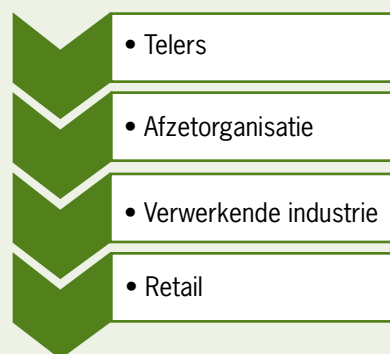 • Telers
• Afzetorganisatie
• Verwerkende industrie
• Retail